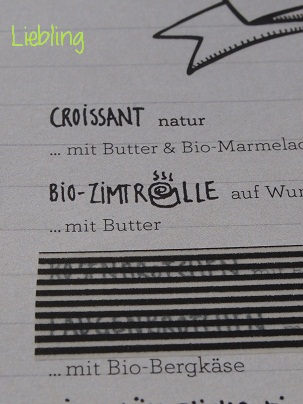 Liebling
CROISSANT natur
... mit Butter & Bio-Marmelad
BIO-ZIMTROLLE auf Wun
... mit Butter
... mit Bio-Bergkäse